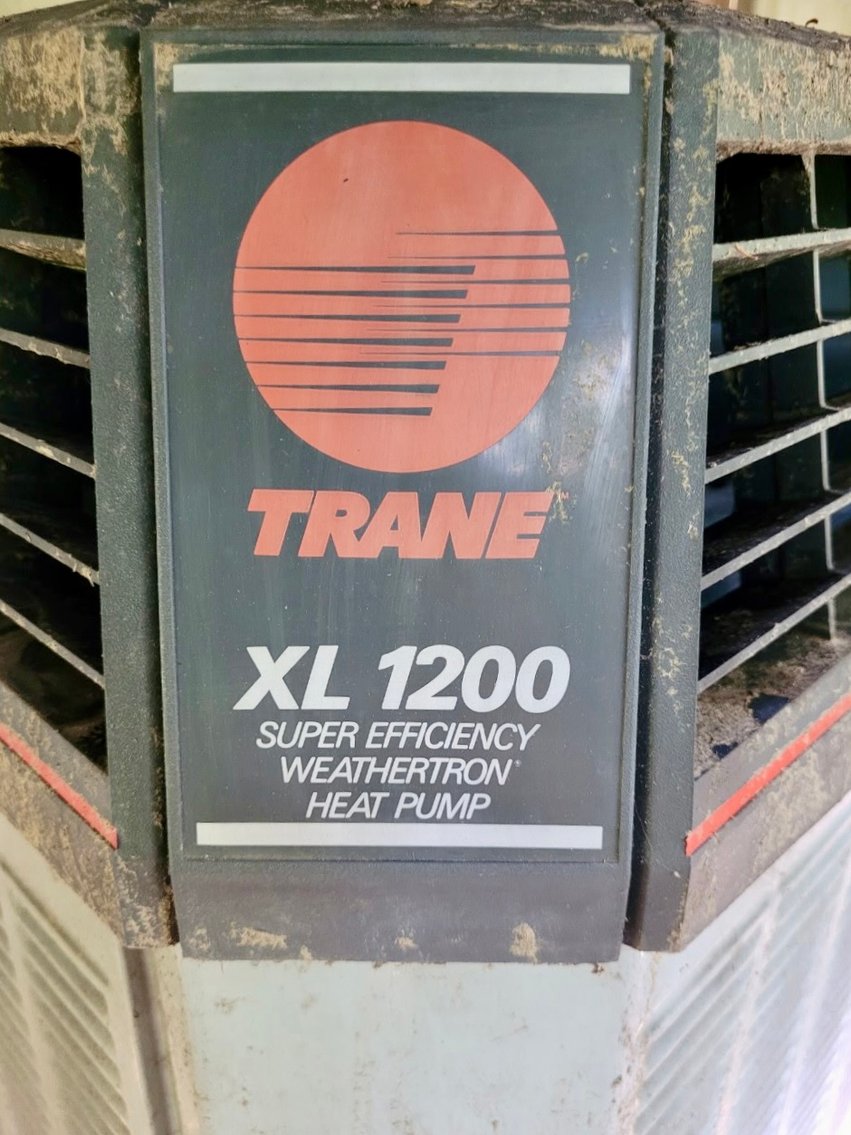 TRANE
XL 1200
SUPER EFFICIENCY
WEATHERTRON®
HEAT PUMP